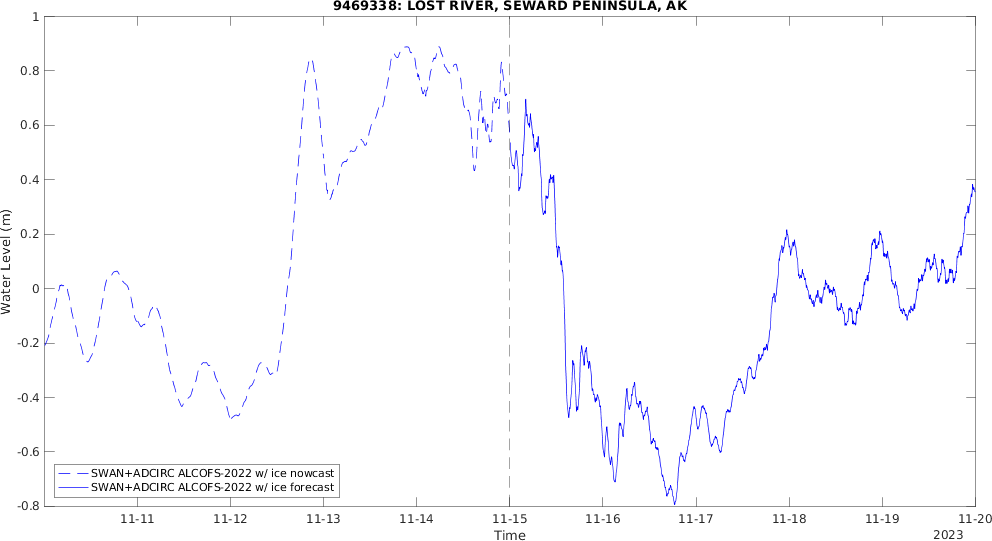 9469338: LOST RIVER, SEWARD PENINSULA, AK
Water Level (m)
1
0.8
0.6
0.4
0.2
0
-0.2
-0.4
-0.6
-0.8
SWAN+ADCIRC ALCOFS-2022 w/ ice nowcast
SWAN+ADCIRC ALCOFS-2022 w/ ice forecast
11-11 11-12 11-13 11-14 11-15 11-16 11-17 11-18 11-19 11-20
Time
2023